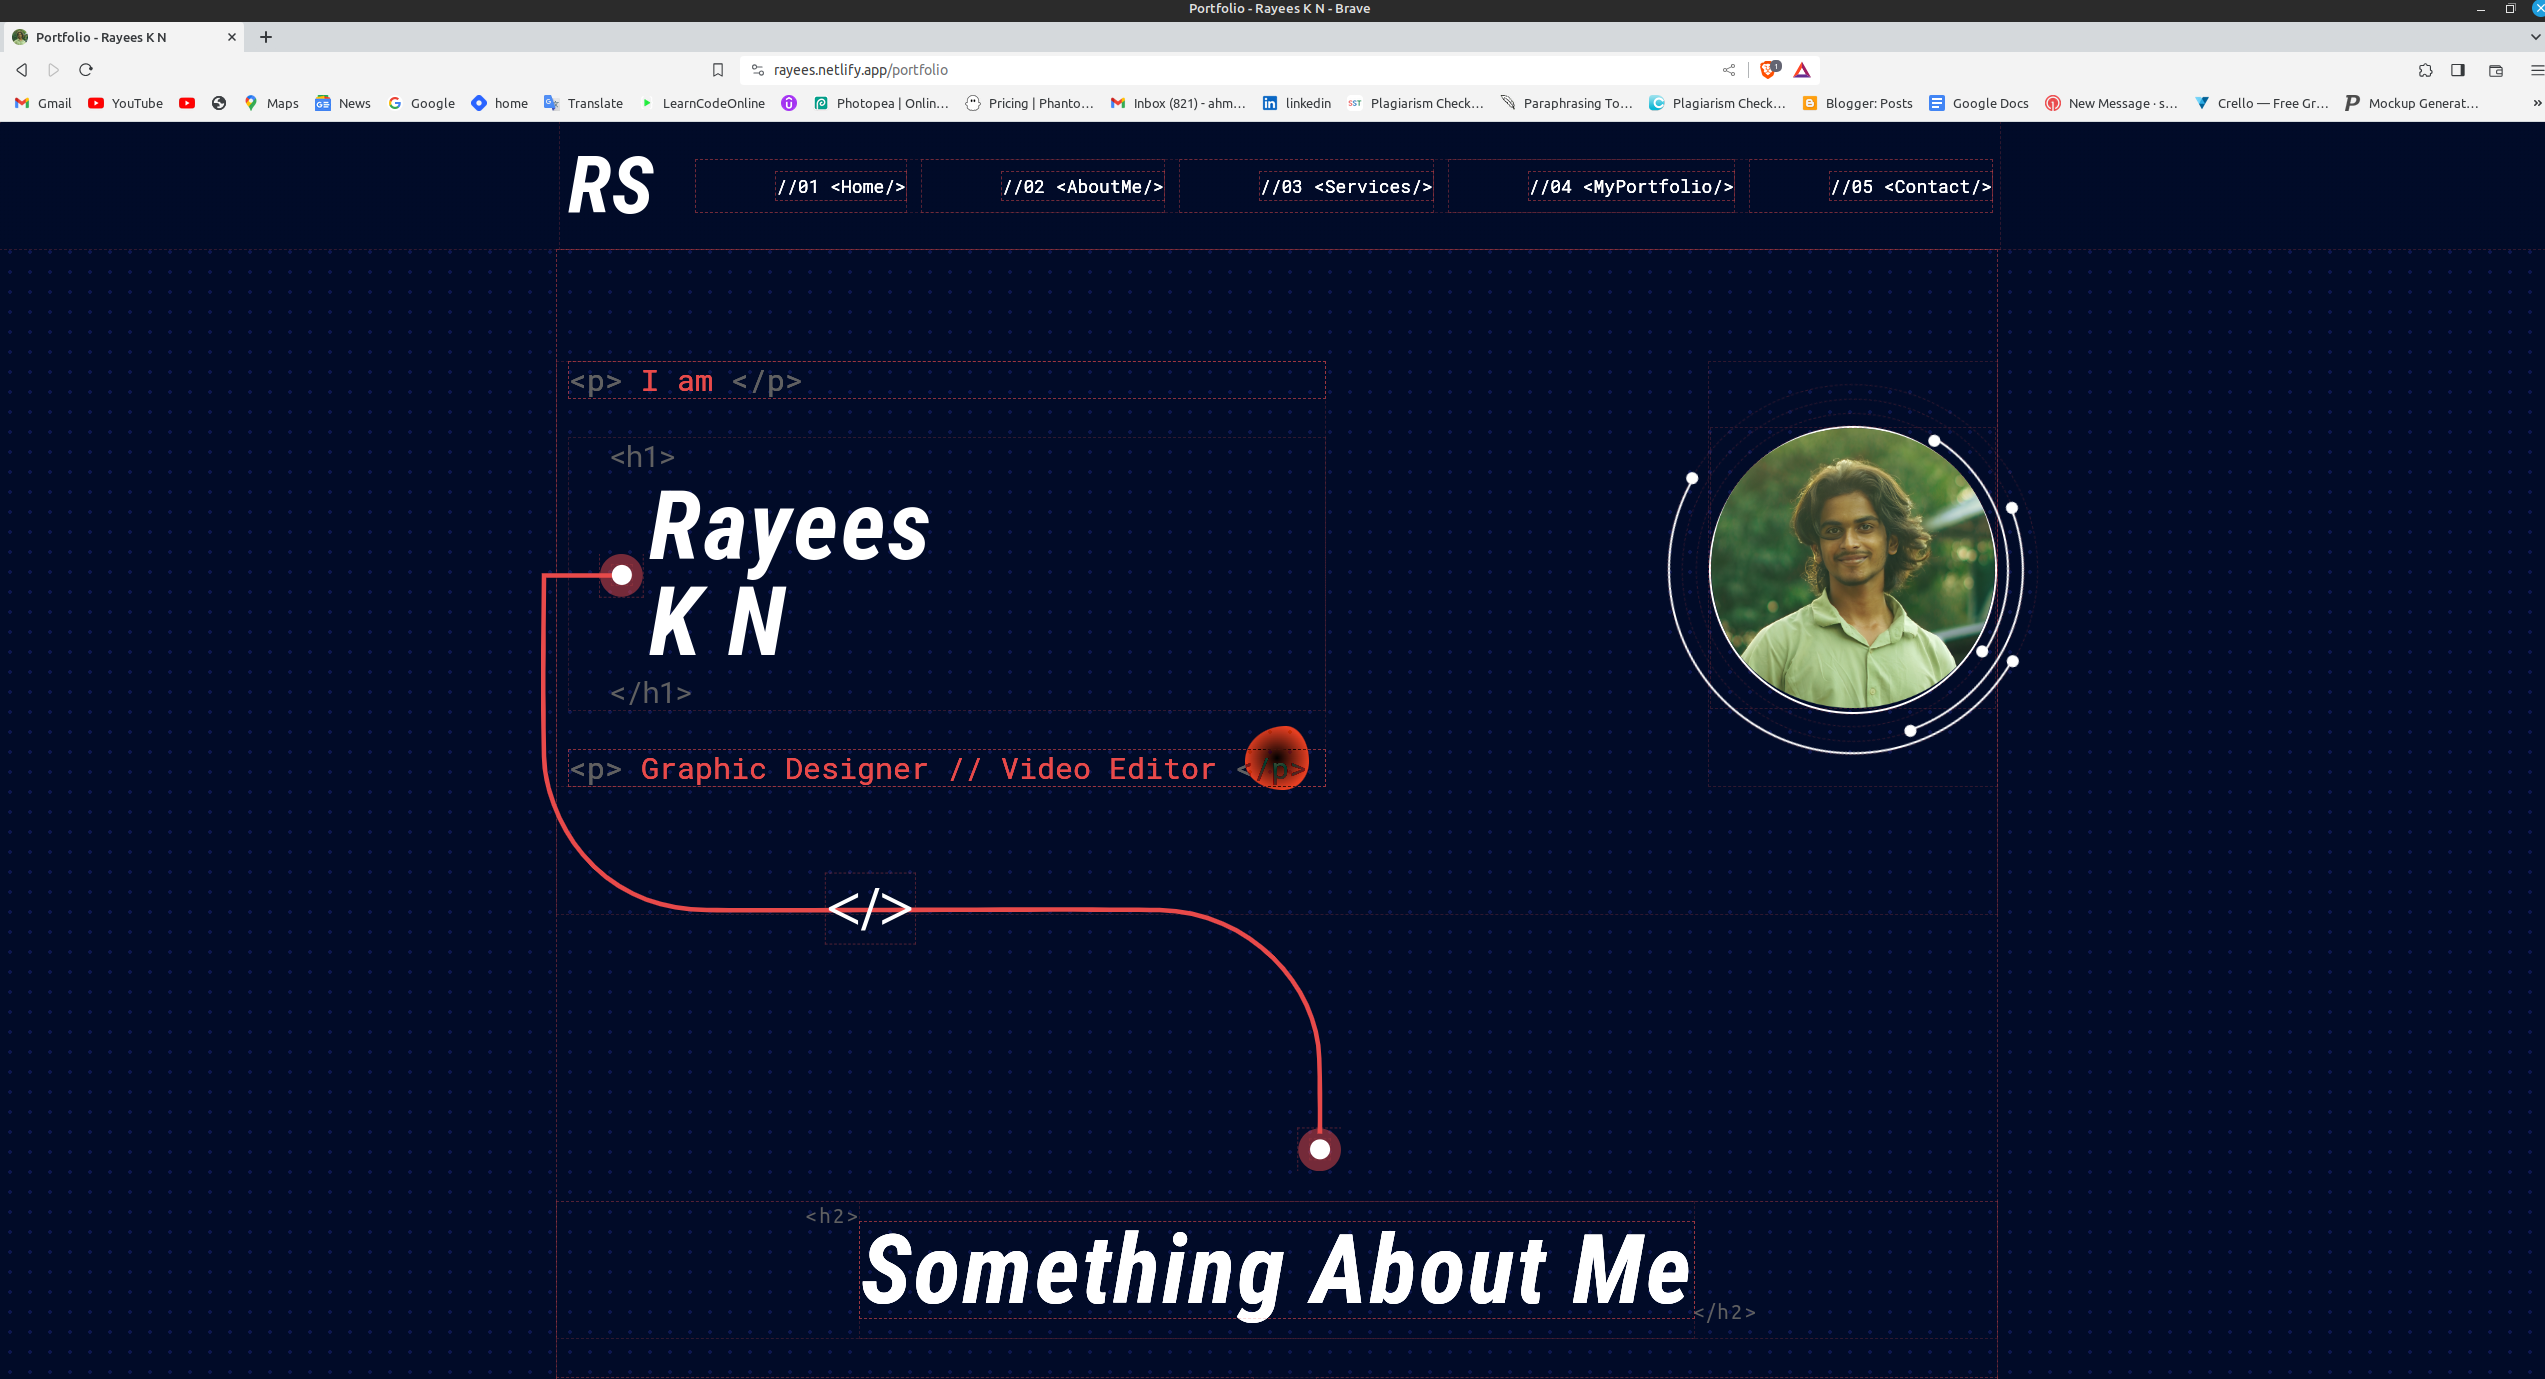 Portfolio - Rayees K N - Brave
Portfolio - Rayees K N
rayees.netlify.app/portfolio
1
Gmail YouTube Maps News Google home Translate LearnCodeOnline Photopea | Onlin... Pricing | Phanto... Inbox (821) - ahm... linkedin SST Plagiarism Check... Paraphrasing To... Plagiarism Check... Blogger: Posts Google Docs New Message · s... Crello — Free Gr... Mockup Generat... »
RS //01 <Home/> //02 <AboutMe/> //03 <Services/> //04 <MyPortfolio/> //05 <Contact/>
<p> I am </p>
<h1>
Rayees
K N
</h1>
<p> Graphic Designer // Video Editor </p>
</>
<h2>
Something About Me
</h2>